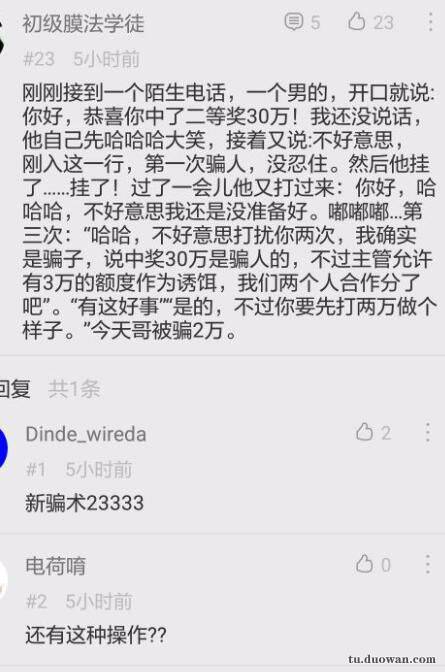 初级膜法学徒
5
23
#23 5小时前
刚刚接到一个陌生电话，一个男的，开口就说:
你好，恭喜你中了二等奖30万！我还没说话，
他自己先哈哈哈大笑，接着又说:不好意思，
刚入这一行，第一次骗人，没忍住。然后他挂
了......挂了！过了一会儿他又打过来：你好，哈
哈哈，不好意思我还是没准备好。嘟嘟嘟...第
三次：“哈哈，不好意思打扰你两次，我确实
是骗子，说中奖30万是骗人的，不过主管允许
有3万的额度作为诱饵，我们两个人合作分了
吧”。“有这好事”“是的，不过你要先打两万做个
样子。”今天哥被骗2万。
回复 共1条
Dinde_wireda
2
#1 5小时前
新骗术23333
电荷唷
0
#2 5小时前
还有这种操作??
tu.duowan.com